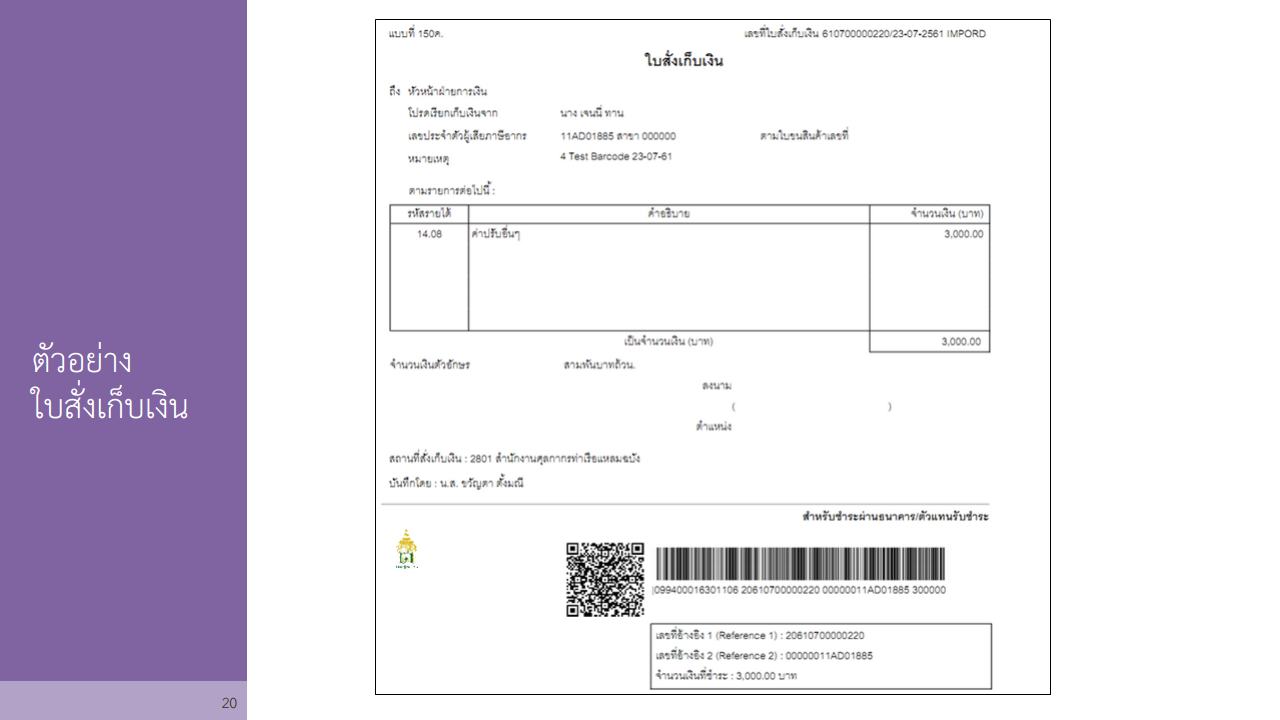 ตัวอย่าง
ใบสั่งเก็บเงิน
20
แบบที่ 150ค. เลขที่ใบสั่งเก็บเงิน 610700000220/23-07-2561 IMPORD
ใบสั่งเก็บเงิน
ถึง หัวหน้าฝ่ายการเงิน
โปรดเรียกเก็บเงินจาก นาง เจนนี่ ทาน
เลขประจำตัวผู้เสียภาษีอากร 11AD01885 สาขา 000000 ตามใบขนสินค้าเลขที่
หมายเหตุ 4 Test Barcode 23-07-61
ตามรายการต่อไปนี้ :
รหัสรายได้ คำอธิบาย จำนวนเงิน (บาท)
14.08 ค่าปรับอื่นๆ 3,000.00
เป็นจำนวนเงิน (บาท) 3,000.00
จำนวนเงินตัวอักษร สามพันบาทถ้วน.
ลงนาม
( )
ตำแหน่ง
สถานที่สั่งเก็บเงิน : 2801 สำนักงานศุลกากรท่าเรือแหลมฉบัง
บันทึกโดย : น.ส. ขวัญตา ตั้งมณี
สำหรับชำระผ่านธนาคาร/ตัวแทนรับชำระ
|099400016301106 20610700000220 00000011AD01885 300000
เลขที่อ้างอิง 1 (Reference 1) : 20610700000220
เลขที่อ้างอิง 2 (Reference 2) : 00000011AD01885
จำนวนเงินที่ชำระ : 3,000.00 บาท